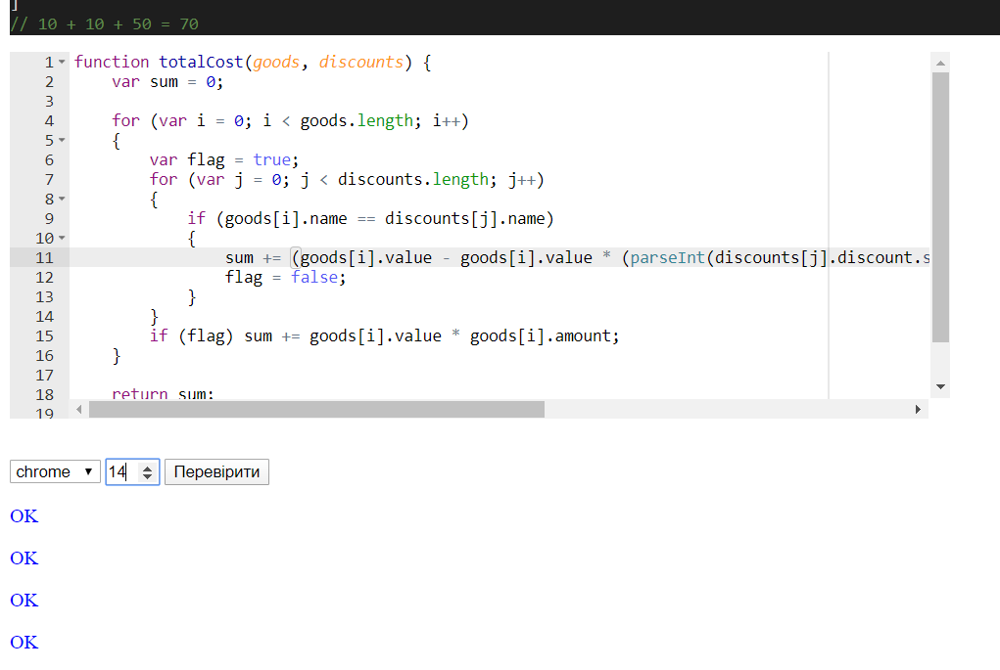 ]
// 10 + 10 + 50 = 70
1 function totalCost(goods, discounts) {
2 var sum = 0;
3
4 for (var i = 0; i < goods.length; i++)
5 {
6 var flag = true;
7 for (var j = 0; j < discounts.length; j++)
8 {
9 if (goods[i].name == discounts[j].name)
10 {
11 sum += (goods[i].value - goods[i].value * (parseInt(discounts[j].discount.s
12 flag = false;
13 }
14 }
15 if (flag) sum += goods[i].value * goods[i].amount;
16 }
17
18 return sum;
19
chrome 14 Перевірити
OK
OK
OK
OK